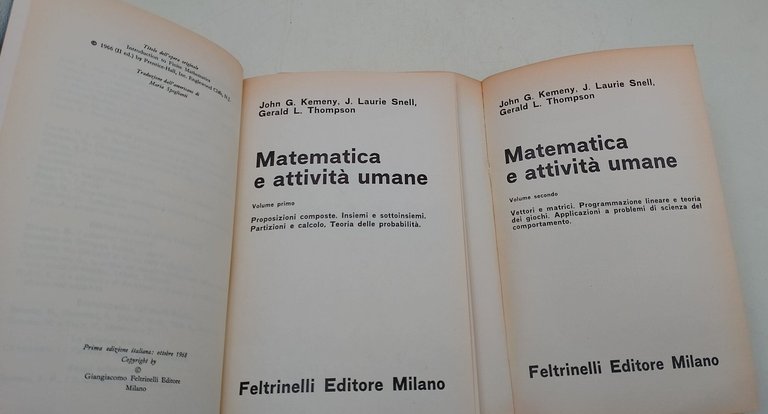 Titolo dell'opera originale
Introduction to Finite Mathematics
© 1966 (II ed.) by Prentice-Hall, Inc. Englewood Cliffs, N.J.
Traduzione dall'americano di
Maria Spoglianti
Prima edizione italiana: ottobre 1968
Copyright by
©
Giangiacomo Feltrinelli Editore
Milano
John G. Kemeny, J. Laurie Snell,
Gerald L. Thompson
Matematica
e attività umane
Volume primo
Proposizioni composte. Insiemi e sottoinsiemi.
Partizioni e calcolo. Teoria delle probabilità.
Feltrinelli Editore Milano
John G. Kemeny, J. Laurie Snell,
Gerald L. Thompson
Matematica
e attività umane
Volume secondo
Vettori e matrici. Programmazione lineare e teoria
dei giochi. Applicazioni a problemi di scienza del
comportamento.
Feltrinelli Editore Milano